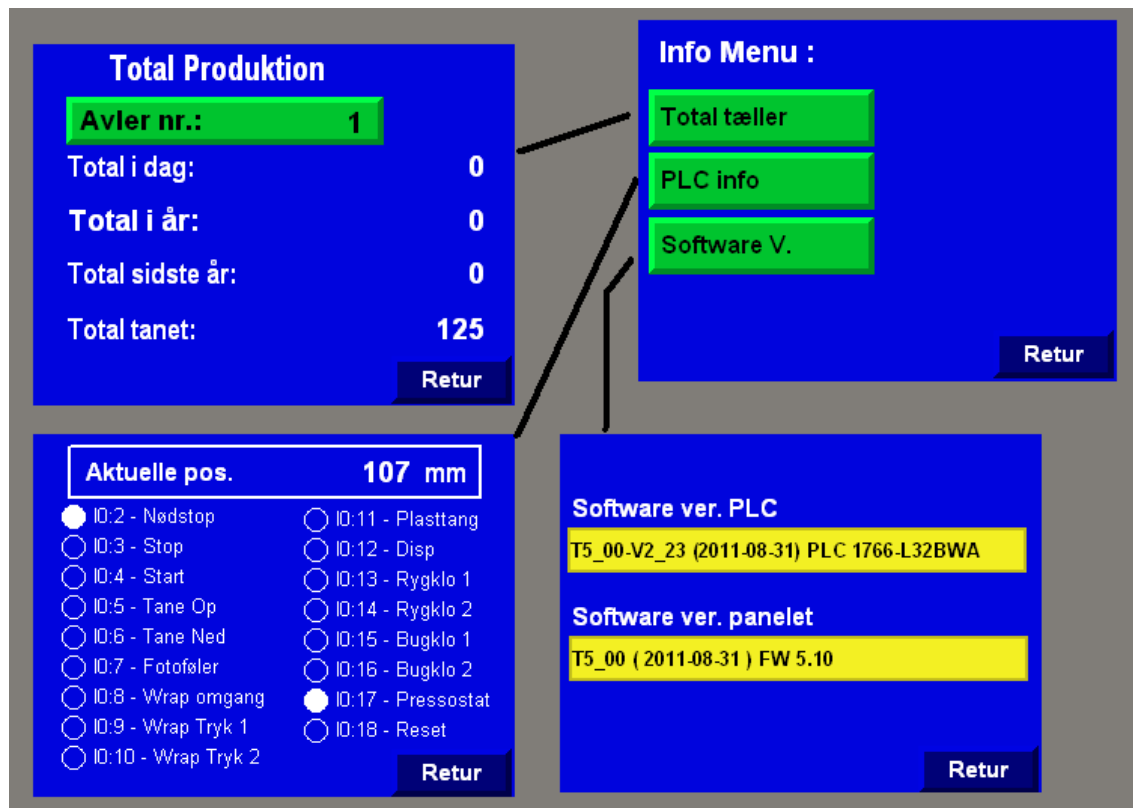 Total Produktion
Avler nr.: 1
Total i dag: 0
Total i år: 0
Total sidste år: 0
Total tanet: 125
Retur
Info Menu :
Total tæller
PLC info
Software V.
Retur
Aktuelle pos. 107 mm
I0:2 - Nødstop
I0:3 - Stop
I0:4 - Start
I0:5 - Tane Op
I0:6 - Tane Ned
I0:7 - Fotoføler
I0:8 - Wrap omgang
I0:9 - Wrap Tryk 1
I0:10 - Wrap Tryk 2
I0:11 - Plasttang
I0:12 - Disp
I0:13 - Rygklo 1
I0:14 - Rygklo 2
I0:15 - Bugklo 1
I0:16 - Bugklo 2
I0:17 - Pressostat
I0:18 - Reset
Retur
Software ver. PLC
T5_00-V2_23 (2011-08-31) PLC 1766-L32BWA
Software ver. panelet
T5_00 ( 2011-08-31 ) FW 5.10
Retur